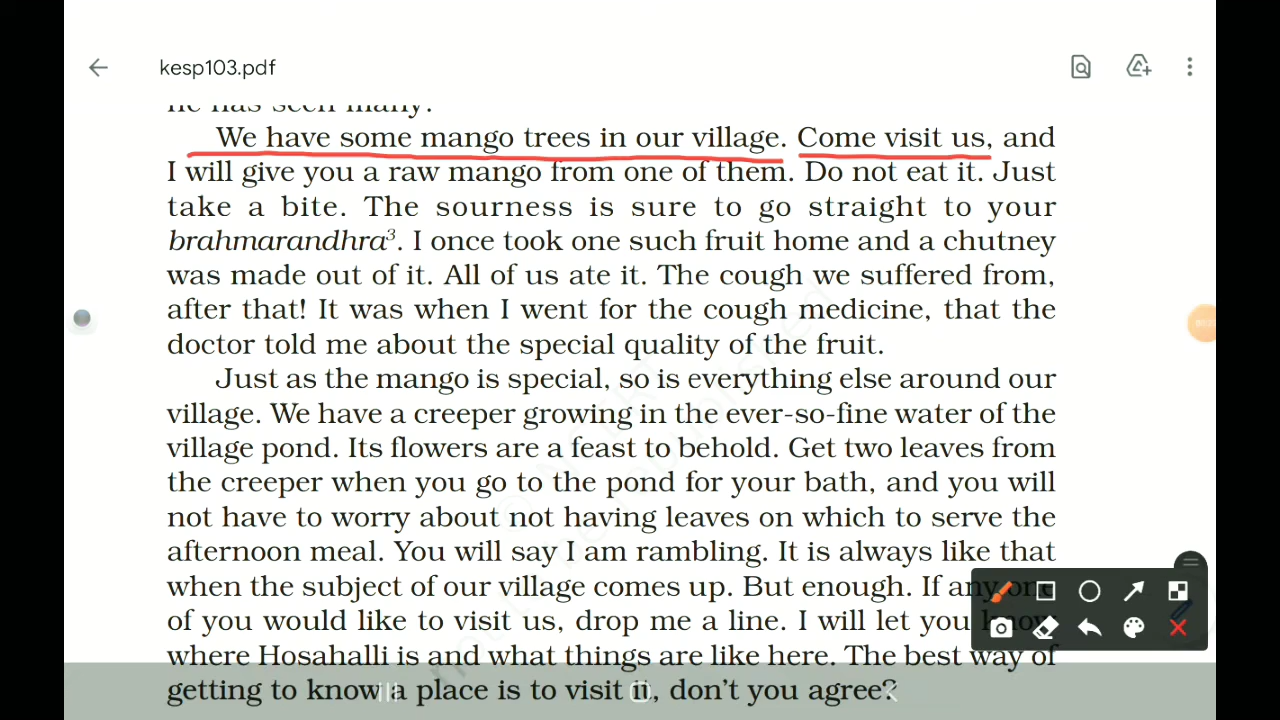 kesp103.pdf
he has seen many.
We have some mango trees in our village. Come visit us, and
I will give you a raw mango from one of them. Do not eat it. Just
take a bite. The sourness is sure to go straight to your
brahmarandhra³. I once took one such fruit home and a chutney
was made out of it. All of us ate it. The cough we suffered from,
after that! It was when I went for the cough medicine, that the
doctor told me about the special quality of the fruit.
Just as the mango is special, so is everything else around our
village. We have a creeper growing in the ever-so-fine water of the
village pond. Its flowers are a feast to behold. Get two leaves from
the creeper when you go to the pond for your bath, and you will
not have to worry about not having leaves on which to serve the
afternoon meal. You will say I am rambling. It is always like that
when the subject of our village comes up. But enough. If any one
of you would like to visit us, drop me a line. I will let you know
where Hosahalli is and what things are like here. The best way of
getting to know a place is to visit it, don't you agree?